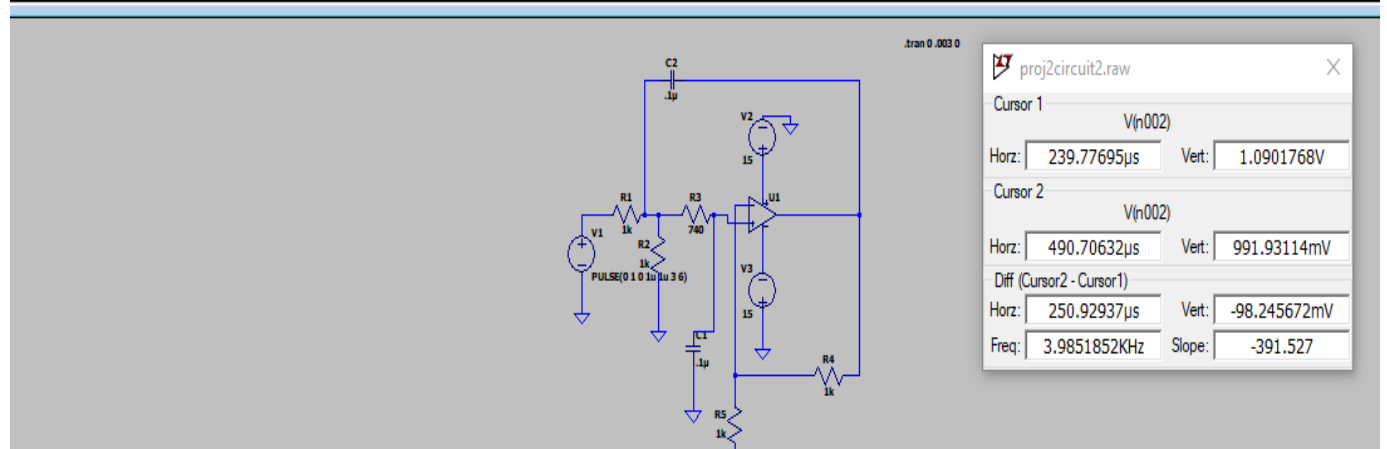 .tran 0 .003 0
C2
.1µ
V2
15
U1
R1
1k
R3
740
V1
R2
1k
PULSE(0 1 0 1u 1u 3 6)
V3
15
C1
.1µ
R4
1k
R5
1k
proj2circuit2.raw
Cursor 1
V(n002)
Horz: 239.77695µs Vert: 1.0901768V
Cursor 2
V(n002)
Horz: 490.70632µs Vert: 991.93114mV
Diff (Cursor2 - Cursor1)
Horz: 250.92937µs Vert: -98.245672mV
Freq: 3.9851852KHz Slope: -391.527